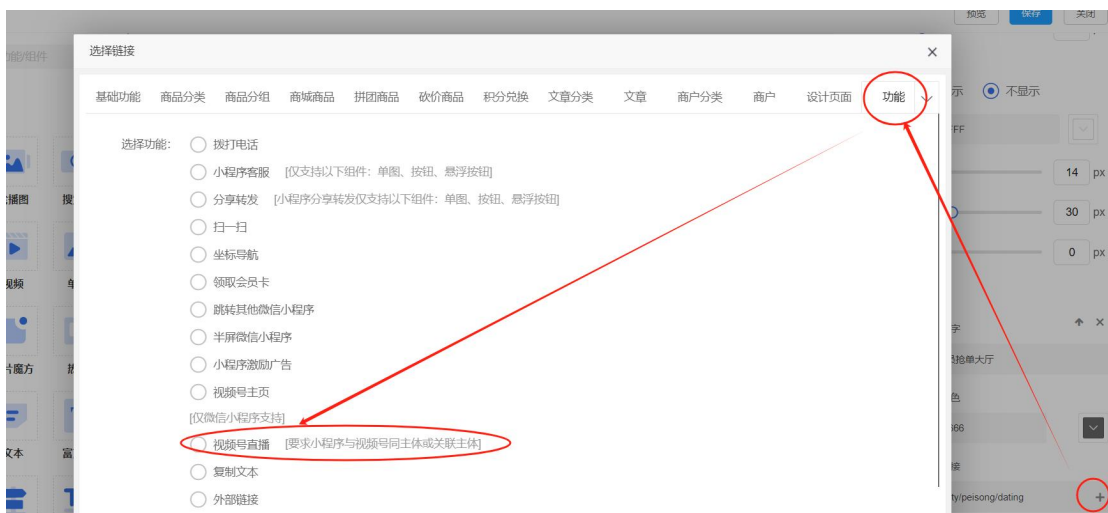 预览 保存 关闭
能/组件
选择链接 ×
基础功能 商品分类 商品分组 商城商品 拼团商品 砍价商品 积分兑换 文章分类 文章 商户分类 商户 设计页面 功能
示 不显示
FF
选择功能: 拨打电话
小程序客服 [仅支持以下组件：单图、按钮、悬浮按钮]
14 px
播图 搜
分享转发 [小程序分享转发仅支持以下组件：单图、按钮、悬浮按钮]
30 px
扫一扫
坐标导航
0 px
视频 单
领取会员卡
跳转其他微信小程序
字
半屏微信小程序
抢单大厅
片魔方
小程序激励广告
视频号主页
色
[仅微信小程序支持]
666
视频号直播 [要求小程序与视频号同主体或关联主体]
文本 富
复制文本
接
外部链接
ty/peisong/dating